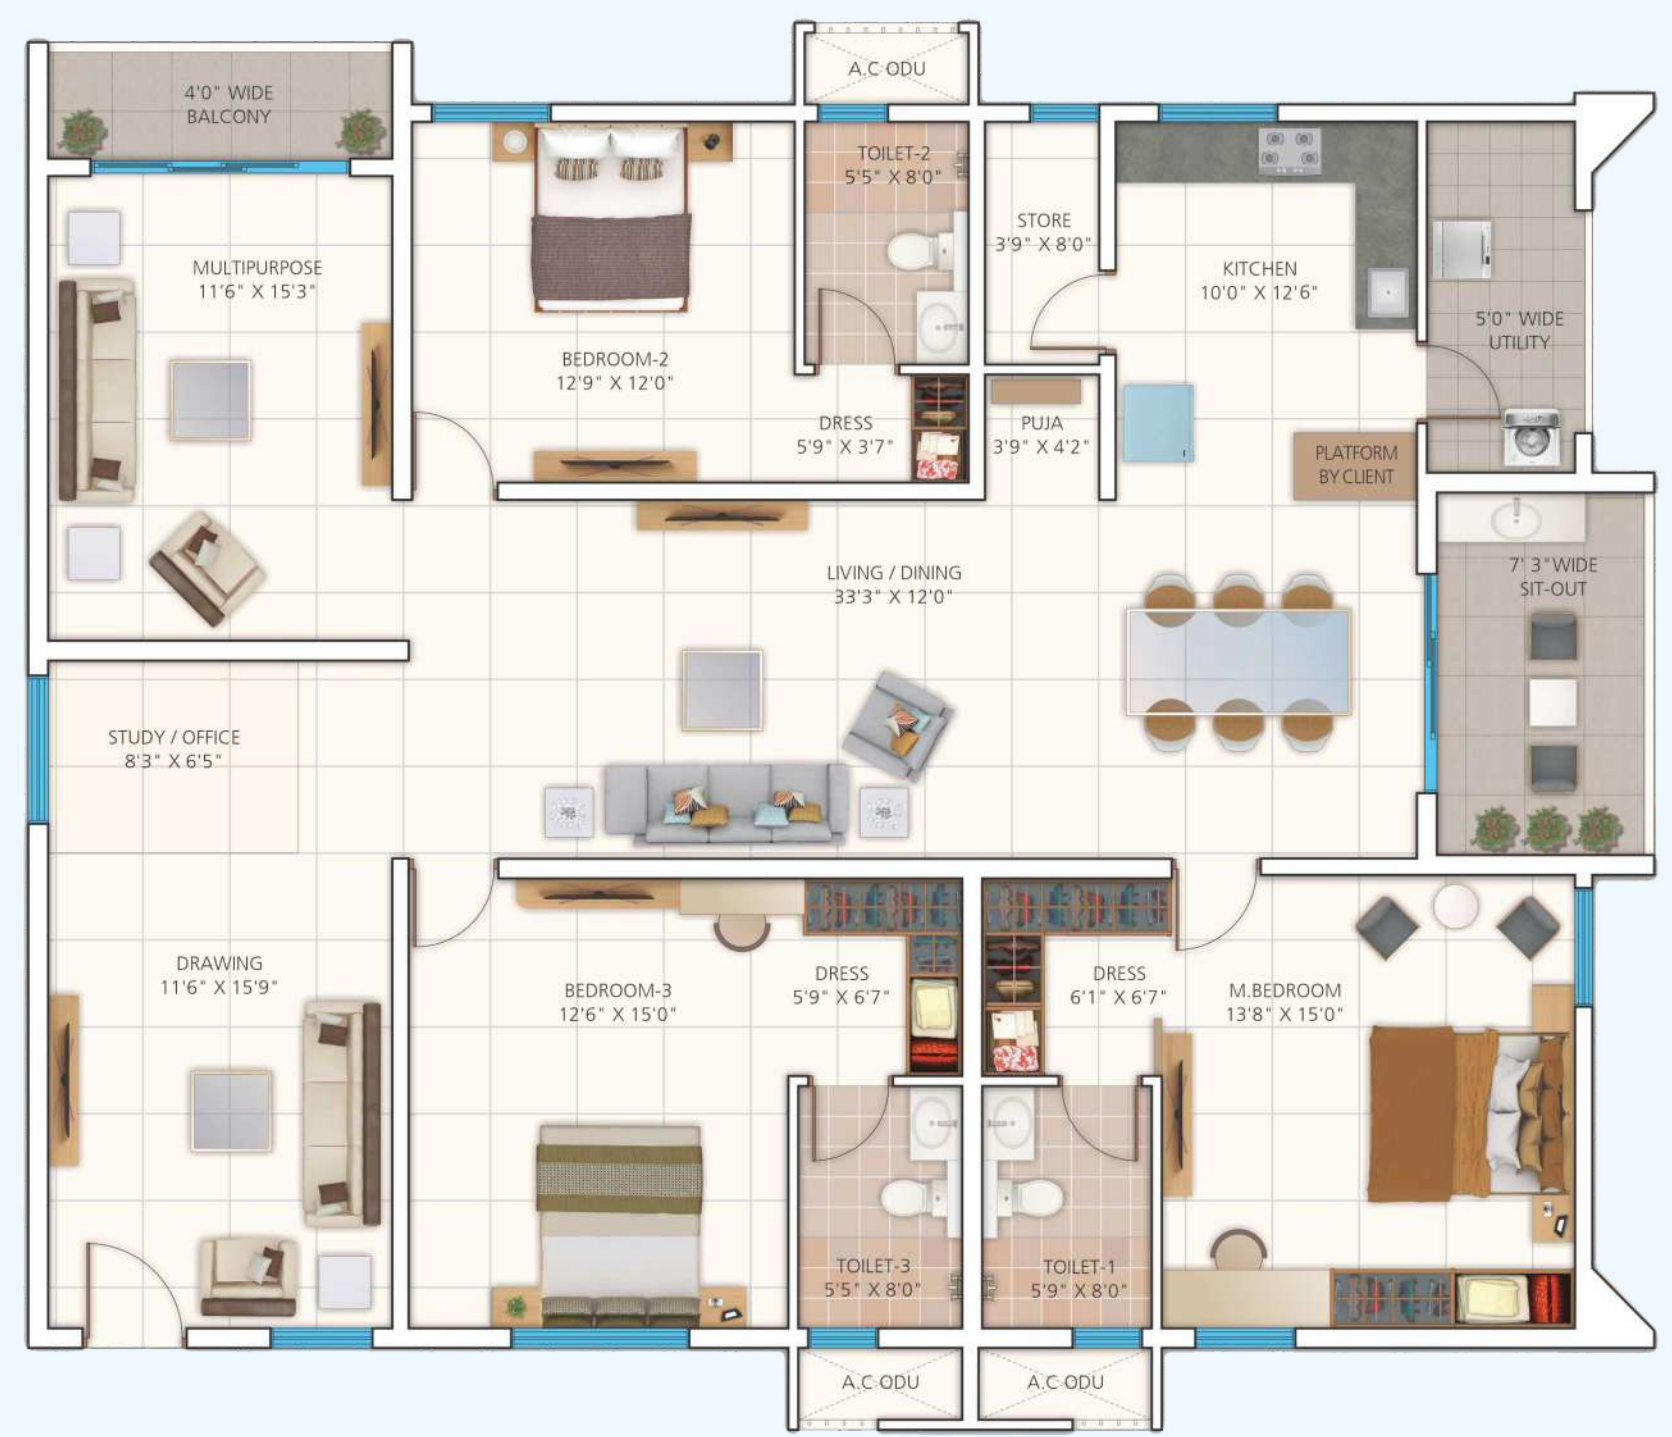 A.C ODU
4'0" WIDE
BALCONY
TOILET-2
5'5" X 8'0"
STORE
3'9" X 8'0"
MULTIPURPOSE
11'6" X 15'3"
KITCHEN
10'0" X 12'6"
5'0" WIDE
UTILITY
BEDROOM-2
12'9" X 12'0"
DRESS
5'9" X 3'7"
PUJA
3'9" X 4'2"
PLATFORM
BY CLIENT
LIVING / DINING
33'3" X 12'0"
7' 3"WIDE
SIT-OUT
STUDY / OFFICE
8'3" X 6'5"
DRAWING
11'6" X 15'9"
BEDROOM-3
12'6" X 15'0"
DRESS
5'9" X 6'7"
DRESS
6'1" X 6'7"
M.BEDROOM
13'8" X 15'0"
TOILET-3
5'5" X 8'0"
TOILET-1
5'9" X 8'0"
A.C ODU
A.C ODU